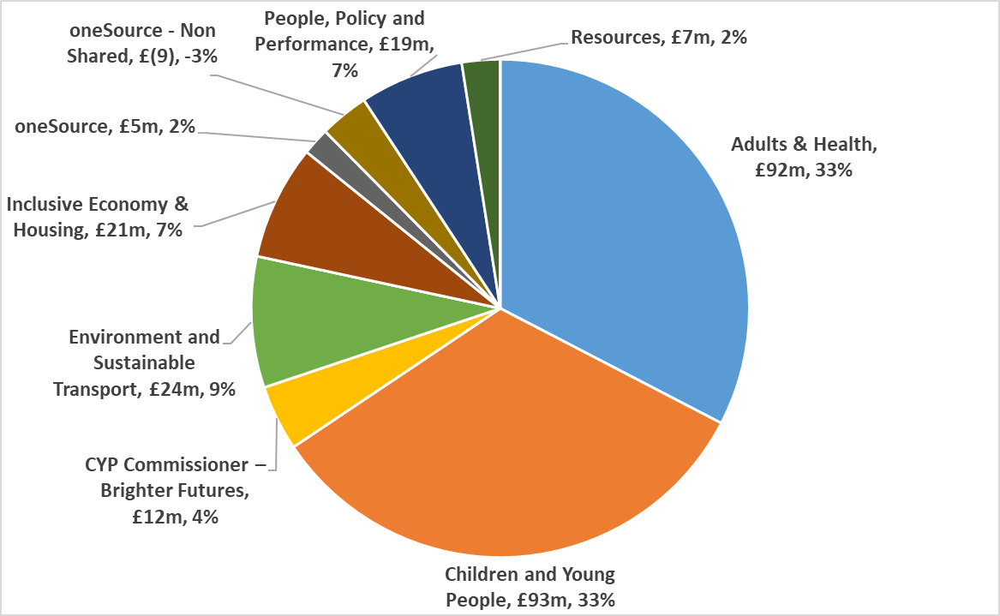 oneSource - Non
Shared, £(9), -3%
People, Policy and
Performance, £19m,
7%
Resources, £7m, 2%
oneSource, £5m, 2%
Adults & Health,
£92m, 33%
Inclusive Economy &
Housing, £21m, 7%
Environment and
Sustainable
Transport, £24m, 9%
CYP Commissioner –
Brighter Futures,
£12m, 4%
Children and Young
People, £93m, 33%